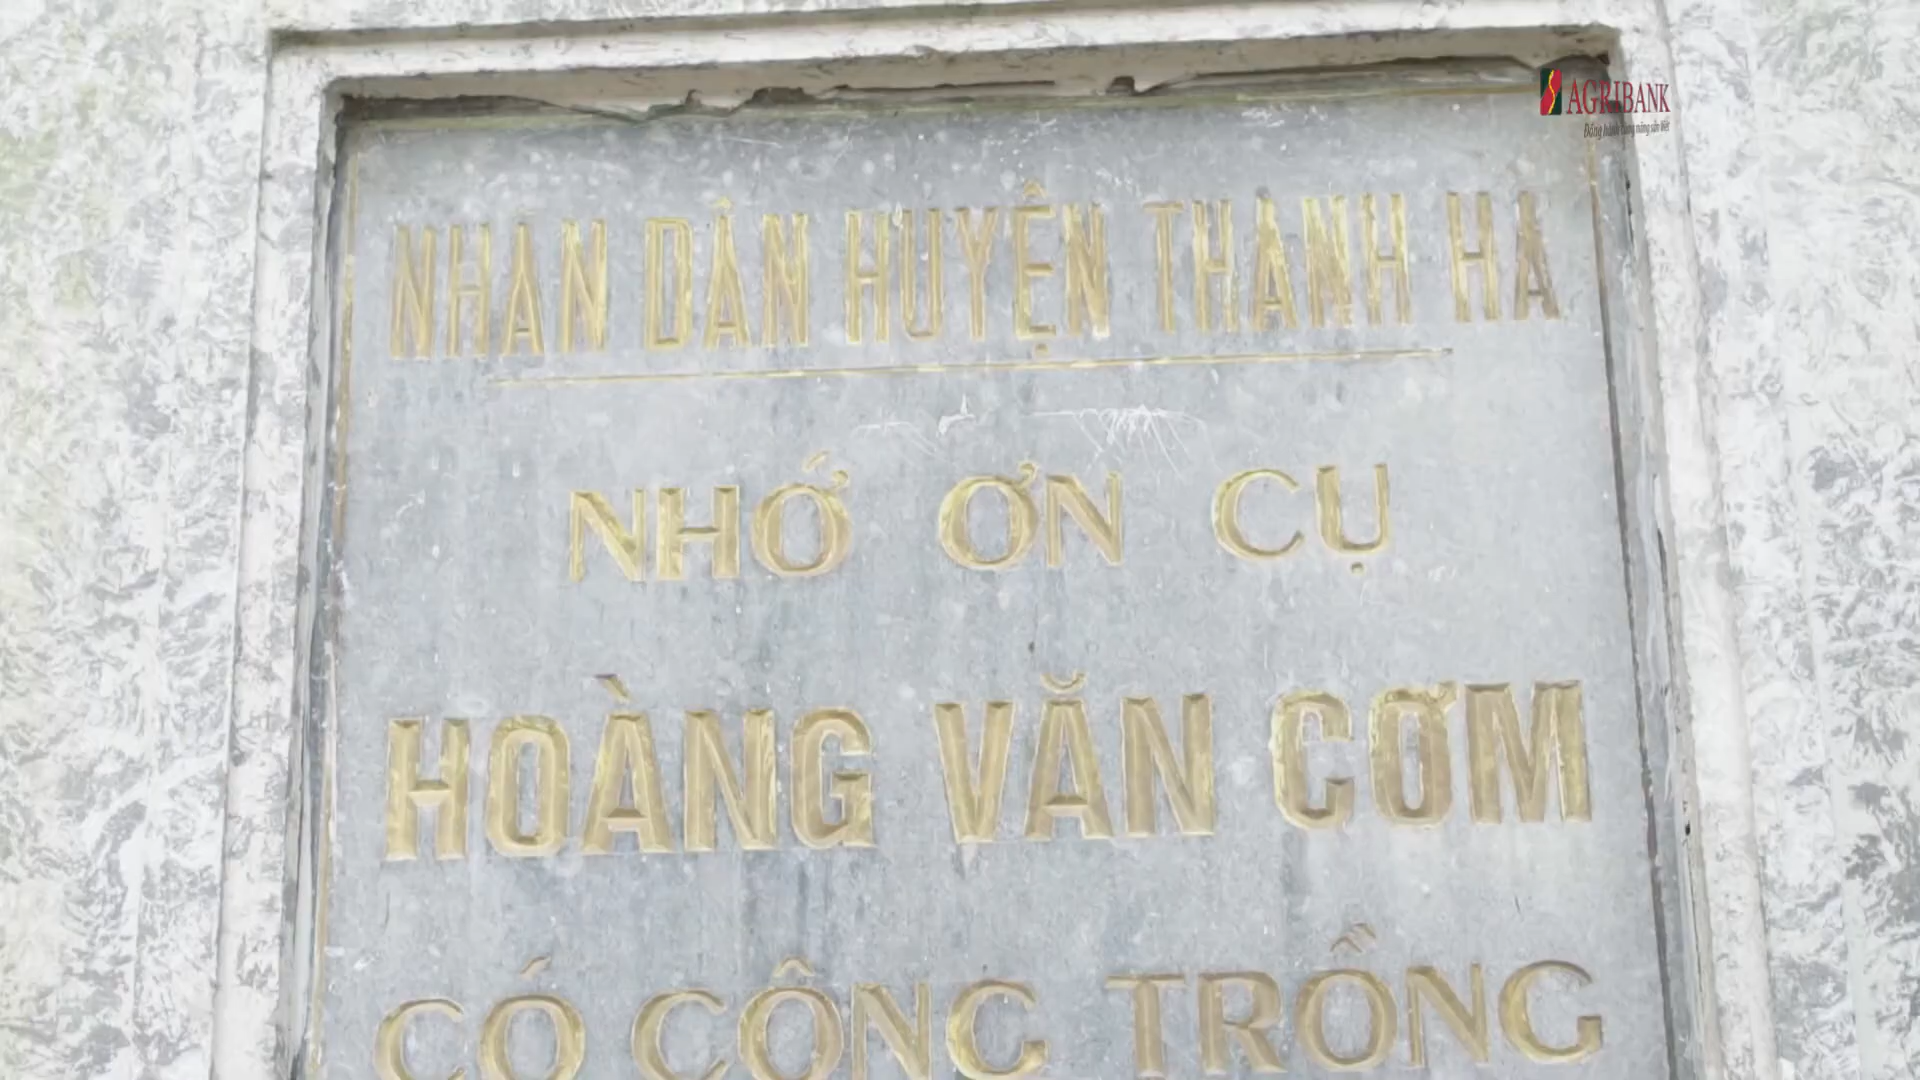 AGRIBANK
NHÂN DÂN HUYỆN THANH HÀ
NHỚ ƠN CỤ
HOÀNG VĂN CƠM
CÓ CÔNG TRỒNG